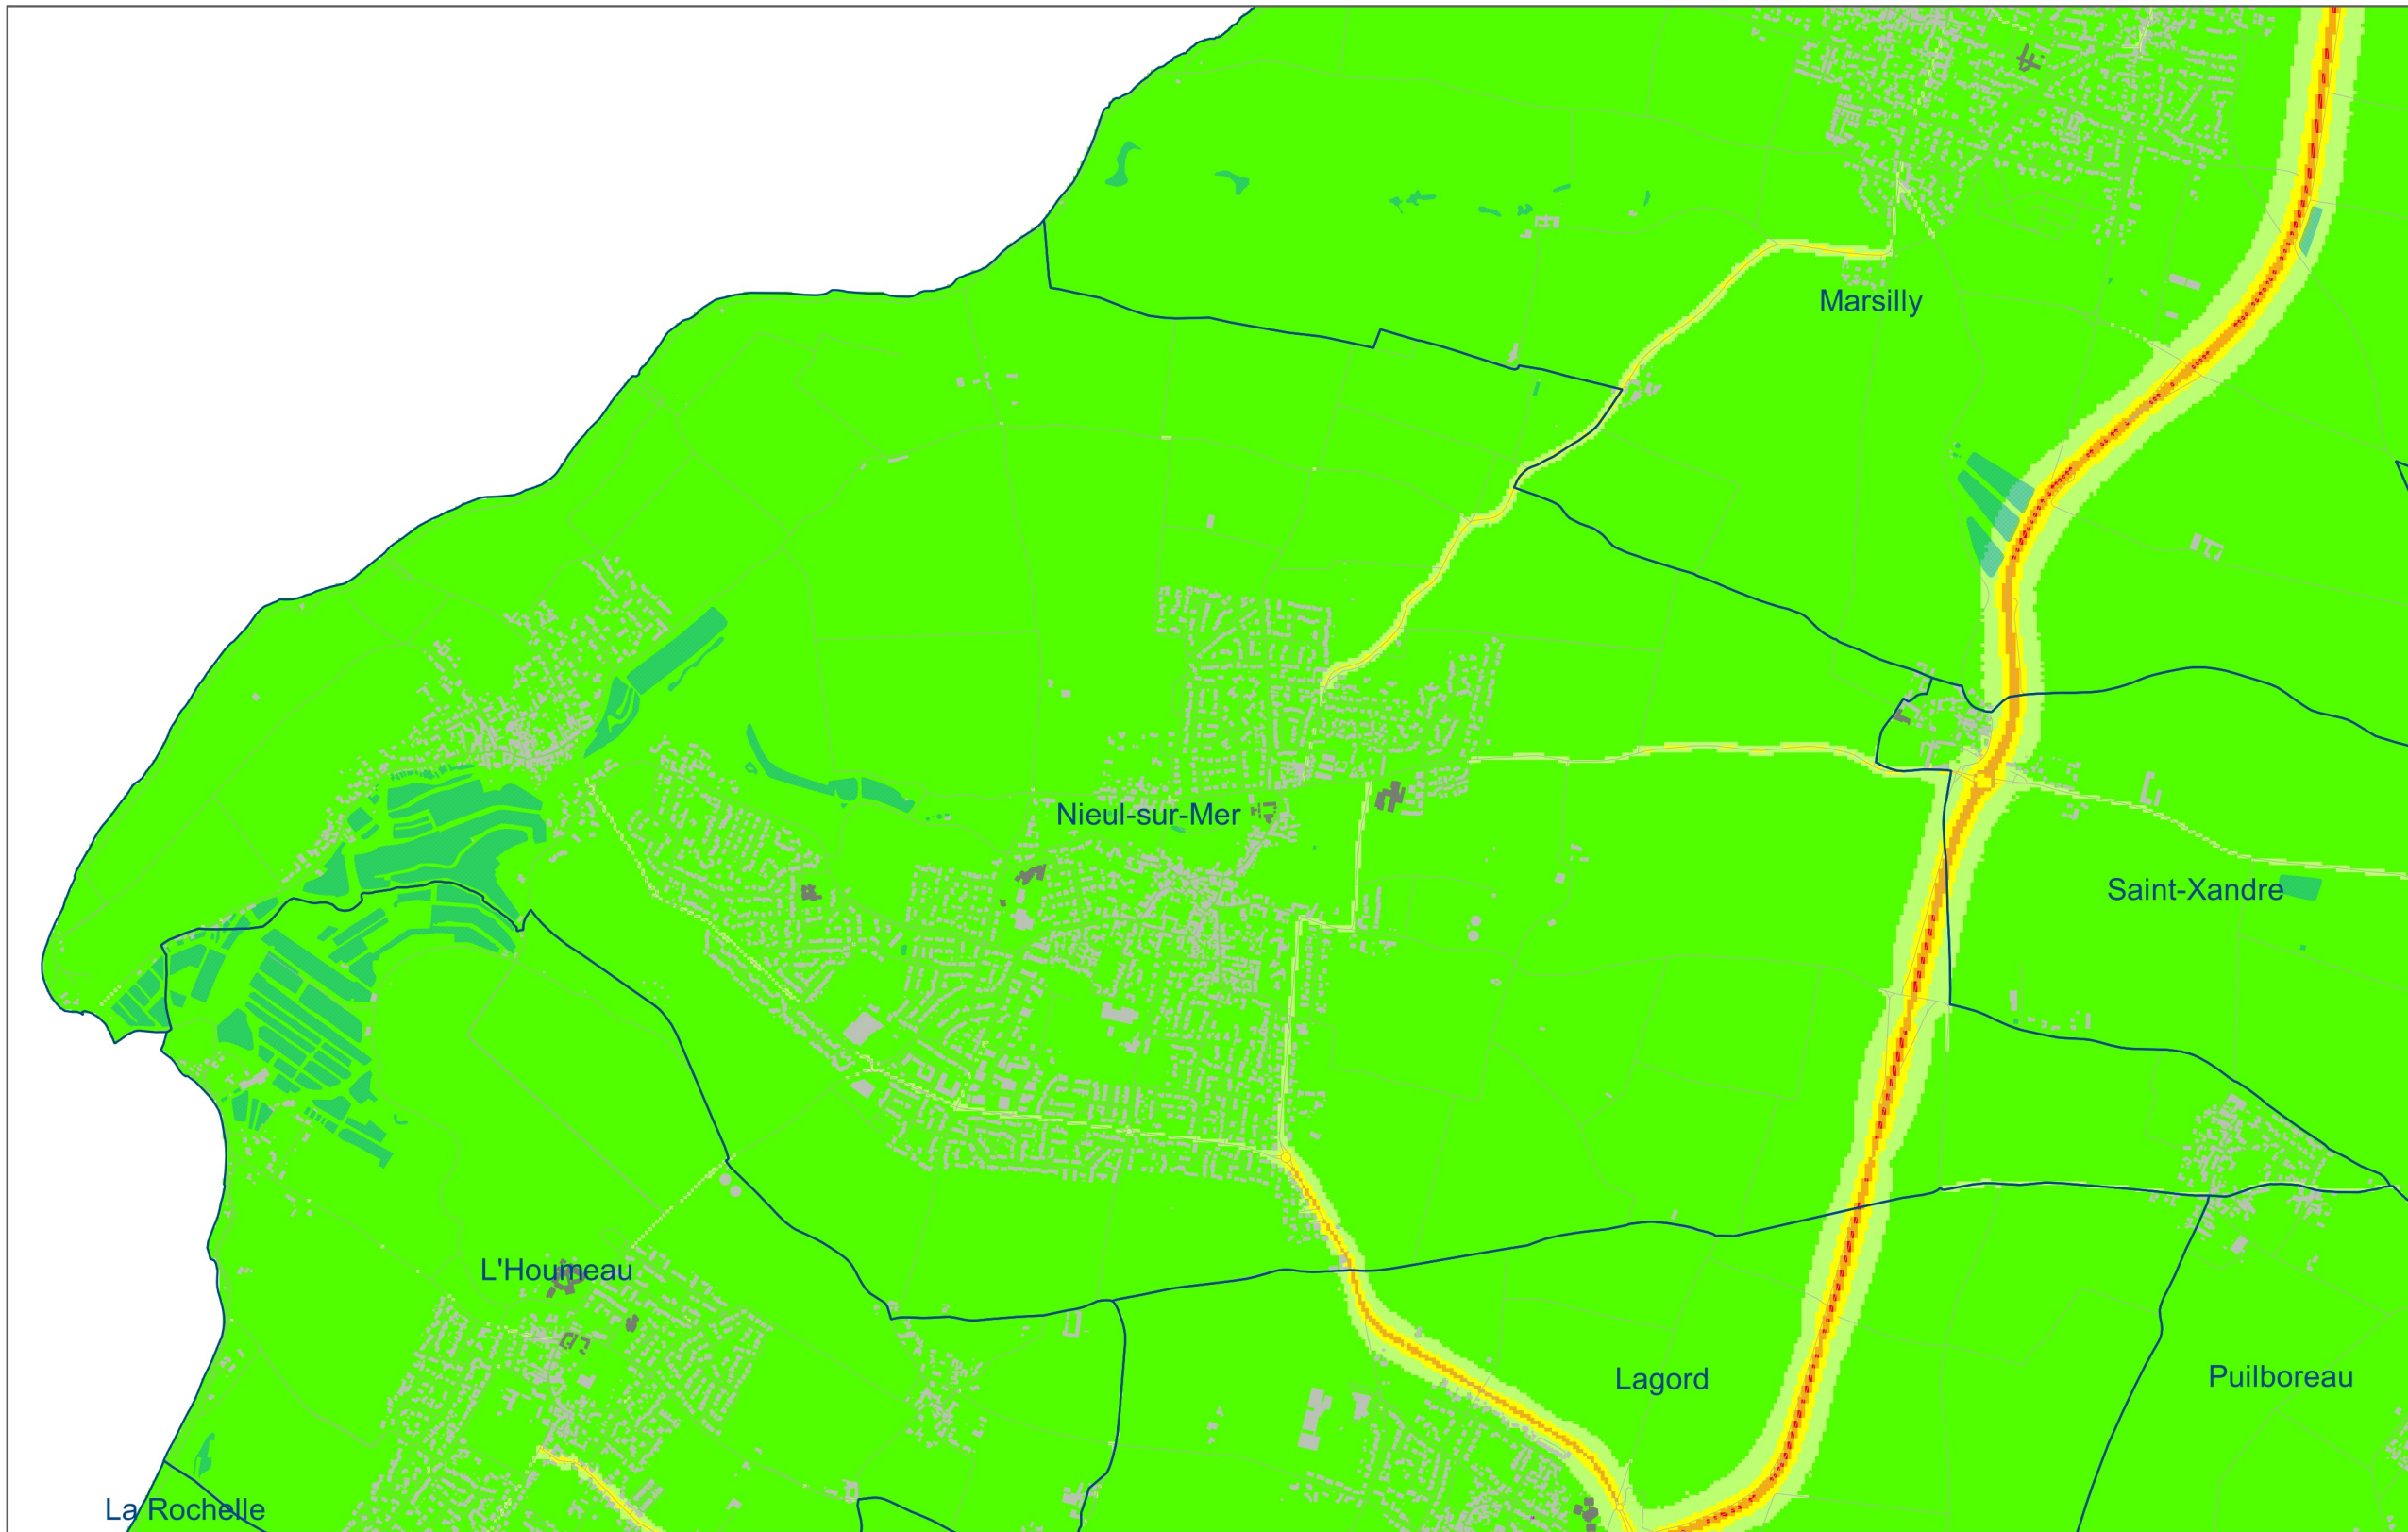 Marsilly
Nieul-sur-Mer
Saint-Xandre
L'Houmeau
Lagord
Puilboreau
La Rochelle